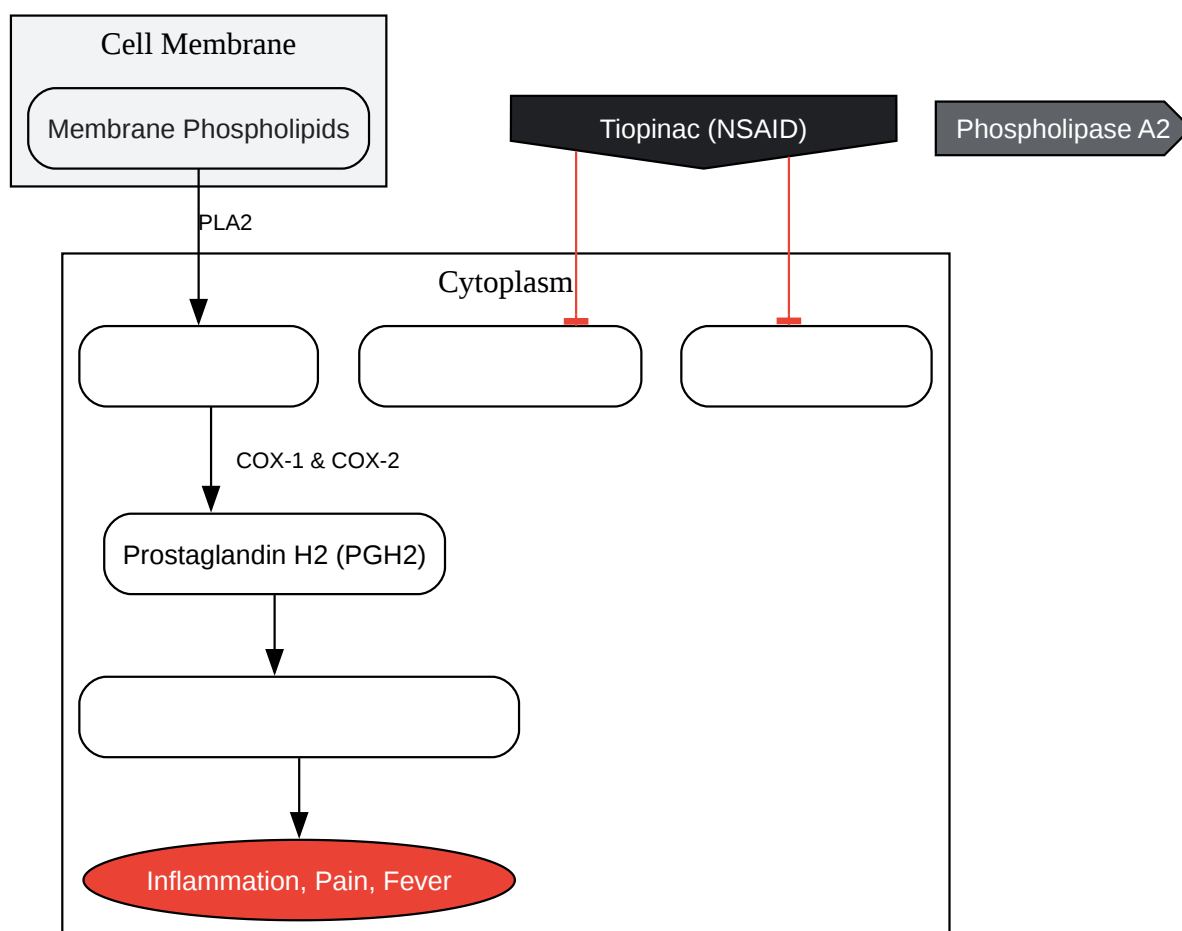 Cell Membrane
Membrane Phospholipids
Tiopinac (NSAID)
Phospholipase A2
PLA2
Cytoplasm
COX-1 & COX-2
Prostaglandin H2 (PGH2)
Inflammation, Pain, Fever